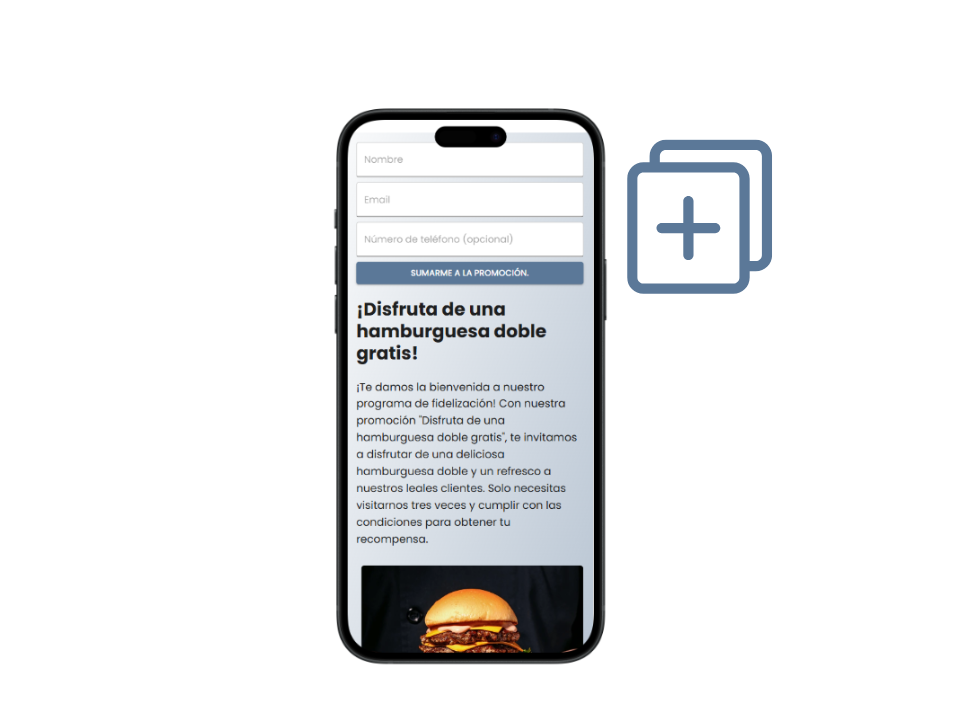 Nombre
Email
Número de teléfono (opcional)
SUMARME A LA PROMOCIÓN.
¡Disfruta de una
hamburguesa doble
gratis!
¡Te damos la bienvenida a nuestro
programa de fidelización! Con nuestra
promoción "Disfruta de una
hamburguesa doble gratis", te invitamos
a disfrutar de una deliciosa
hamburguesa doble y un refresco a
nuestros leales clientes. Solo necesitas
visitarnos tres veces y cumplir con las
condiciones para obtener tu
recompensa.